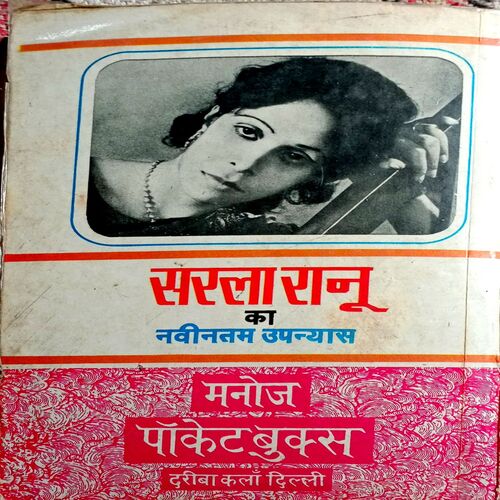 सरला रानू
का
नवीनतम उपन्यास
मनोज
पॉकेट बुक्स
दरीबा कलां दिल्ली